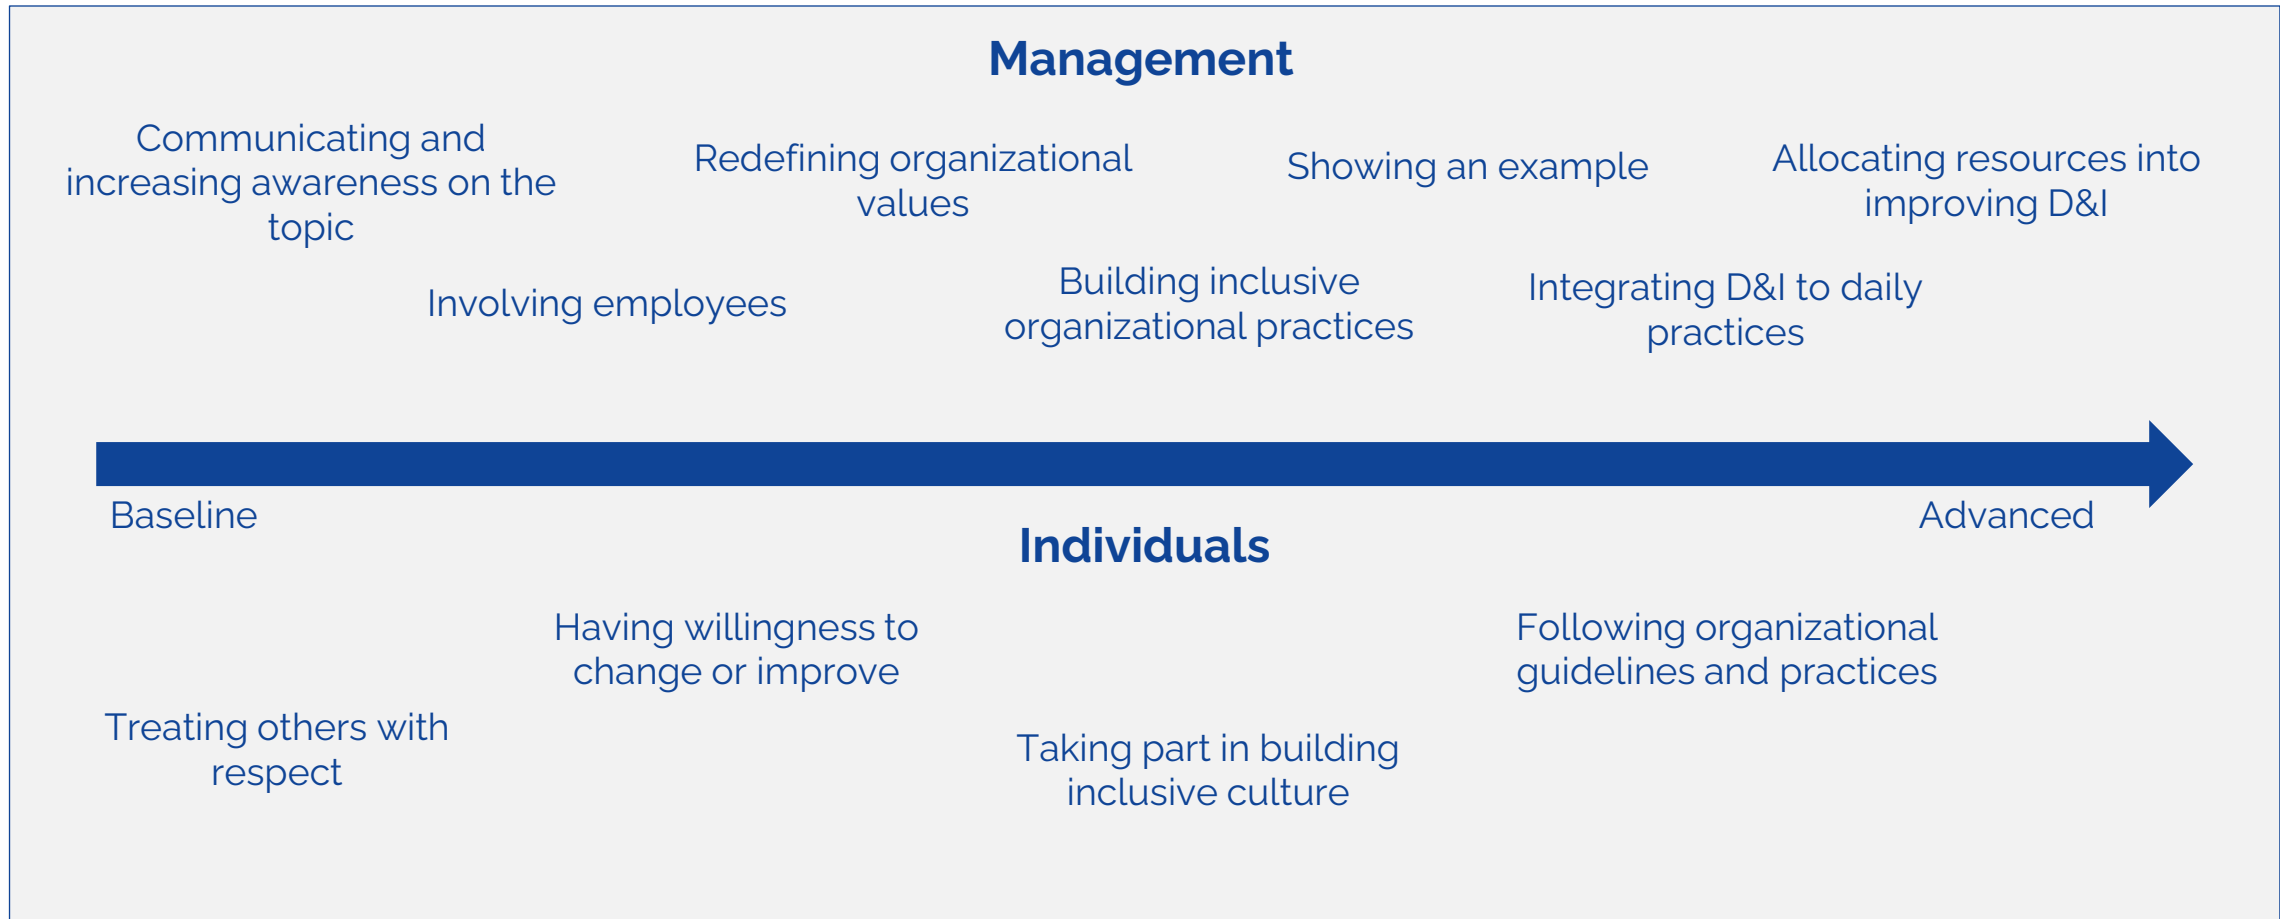 Management
Communicating and
increasing awareness on the
topic
Redefining organizational
values
Showing an example
Allocating resources into
improving D&I
Involving employees
Building inclusive
organizational practices
Integrating D&I to daily
practices
Baseline
Advanced
Individuals
Having willingness to
change or improve
Following organizational
guidelines and practices
Treating others with
respect
Taking part in building
inclusive culture